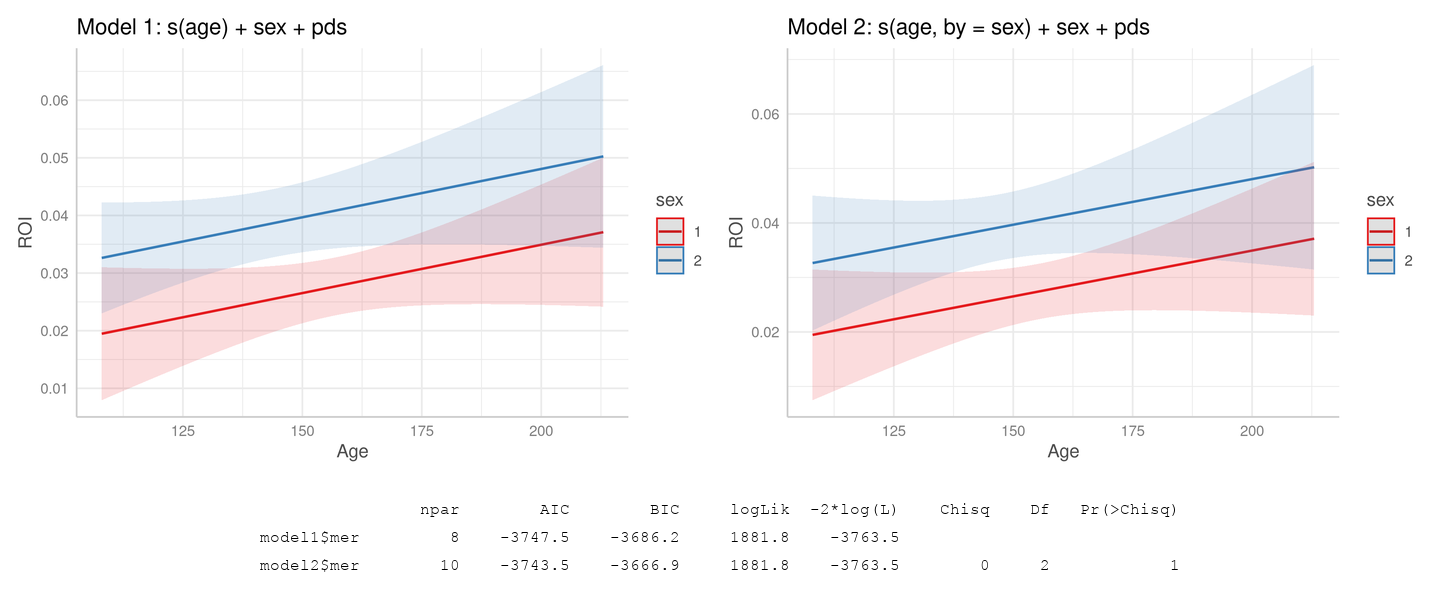 Model 1: s(age) + sex + pds
0.06
0.05
0.04
0.03
0.02
0.01
ROI
125 150 175 200
Age
sex
1
2
Model 2: s(age, by = sex) + sex + pds
0.06
0.04
0.02
ROI
125 150 175 200
Age
sex
1
2
npar AIC BIC logLik -2*log(L) Chisq Df Pr(>Chisq)
model1$mer 8 -3747.5 -3686.2 1881.8 -3763.5
model2$mer 10 -3743.5 -3666.9 1881.8 -3763.5 0 2 1